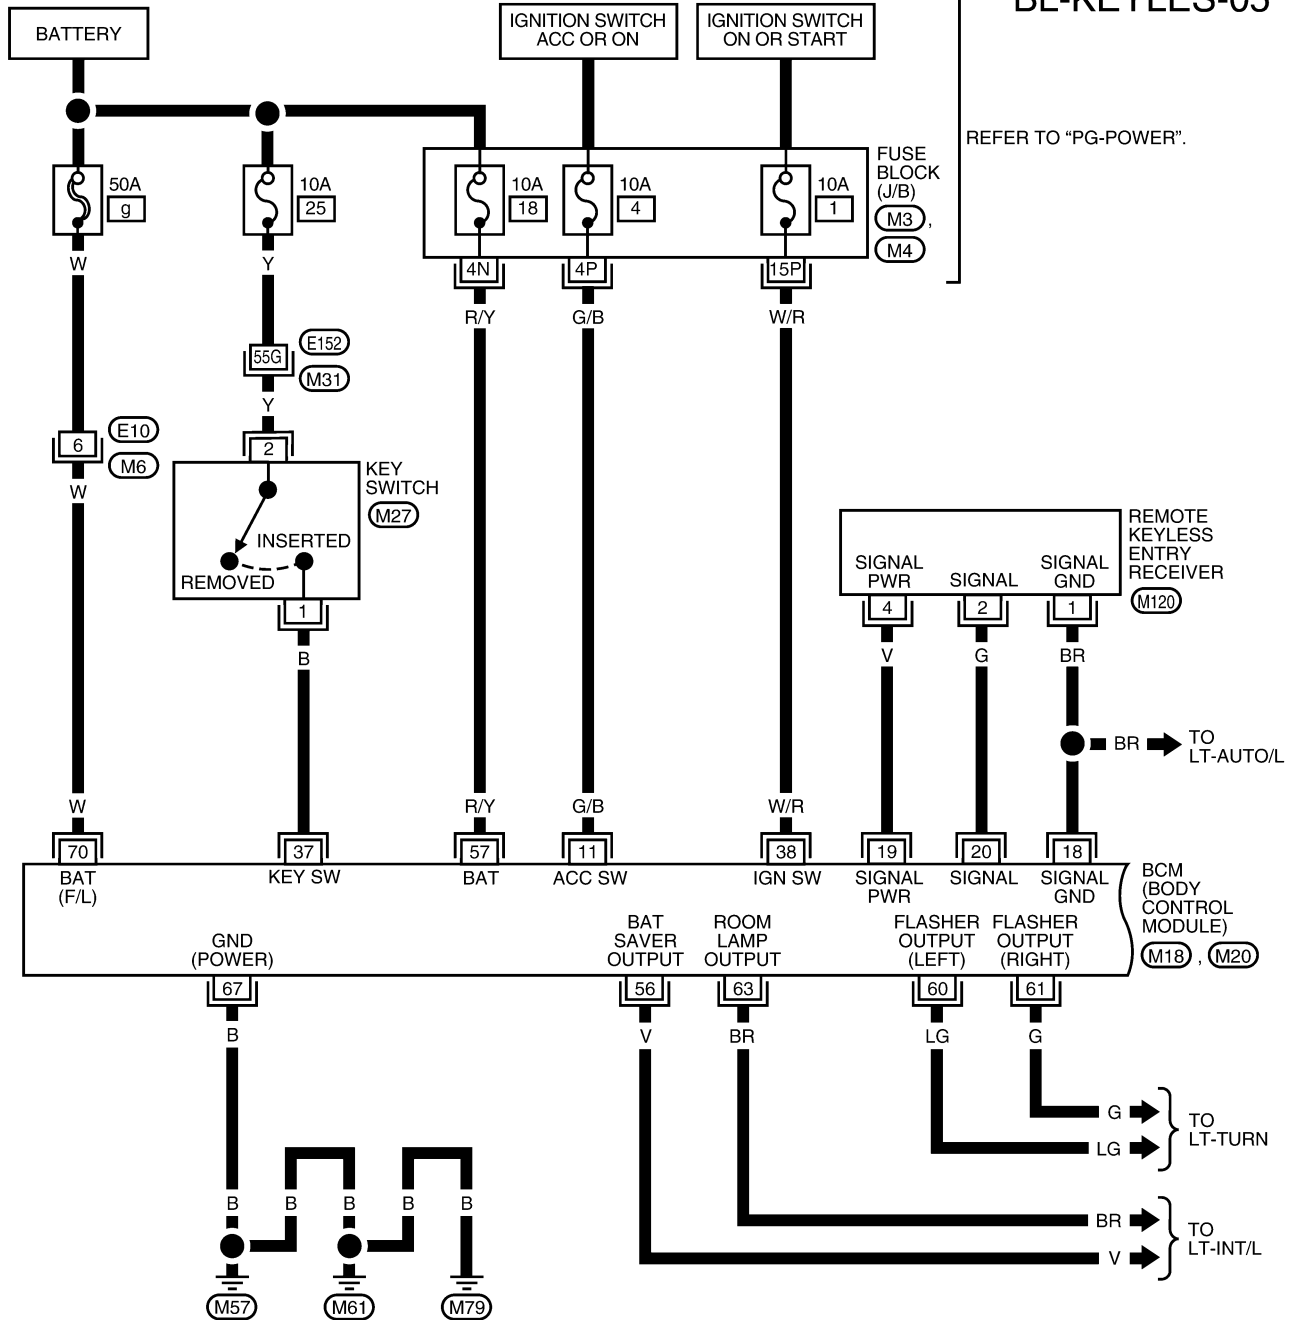 BL-KEYLES-03
BATTERY
IGNITION SWITCH
ACC OR ON
IGNITION SWITCH
ON OR START
REFER TO “PG-POWER”.
50A
g
10A
25
10A
18
10A
4
10A
1
FUSE
BLOCK
(J/B)
M3 ,
M4
W
Y
4N
4P
15P
R/Y
G/B
W/R
55G
E152
M31
Y
6
E10
M6
W
2
KEY
SWITCH
M27
INSERTED
REMOVED
1
B
REMOTE
KEYLESS
ENTRY
RECEIVER
M120
SIGNAL
PWR
SIGNAL
SIGNAL
GND
4
2
1
V
G
BR
BR
TO
LT-AUTO/L
W
R/Y
G/B
W/R
70
37
57
11
38
19
20
18
BAT
(F/L)
KEY SW
BAT
ACC SW
IGN SW
SIGNAL
PWR
SIGNAL
SIGNAL
GND
BCM
(BODY
CONTROL
MODULE)
M18 , M20
GND
(POWER)
BAT
SAVER
OUTPUT
ROOM
LAMP
OUTPUT
FLASHER
OUTPUT
(LEFT)
FLASHER
OUTPUT
(RIGHT)
67
56
63
60
61
B
V
BR
LG
G
G
LG
TO
LT-TURN
B
B
B
B
B
BR
V
TO
LT-INT/L
M57
M61
M79